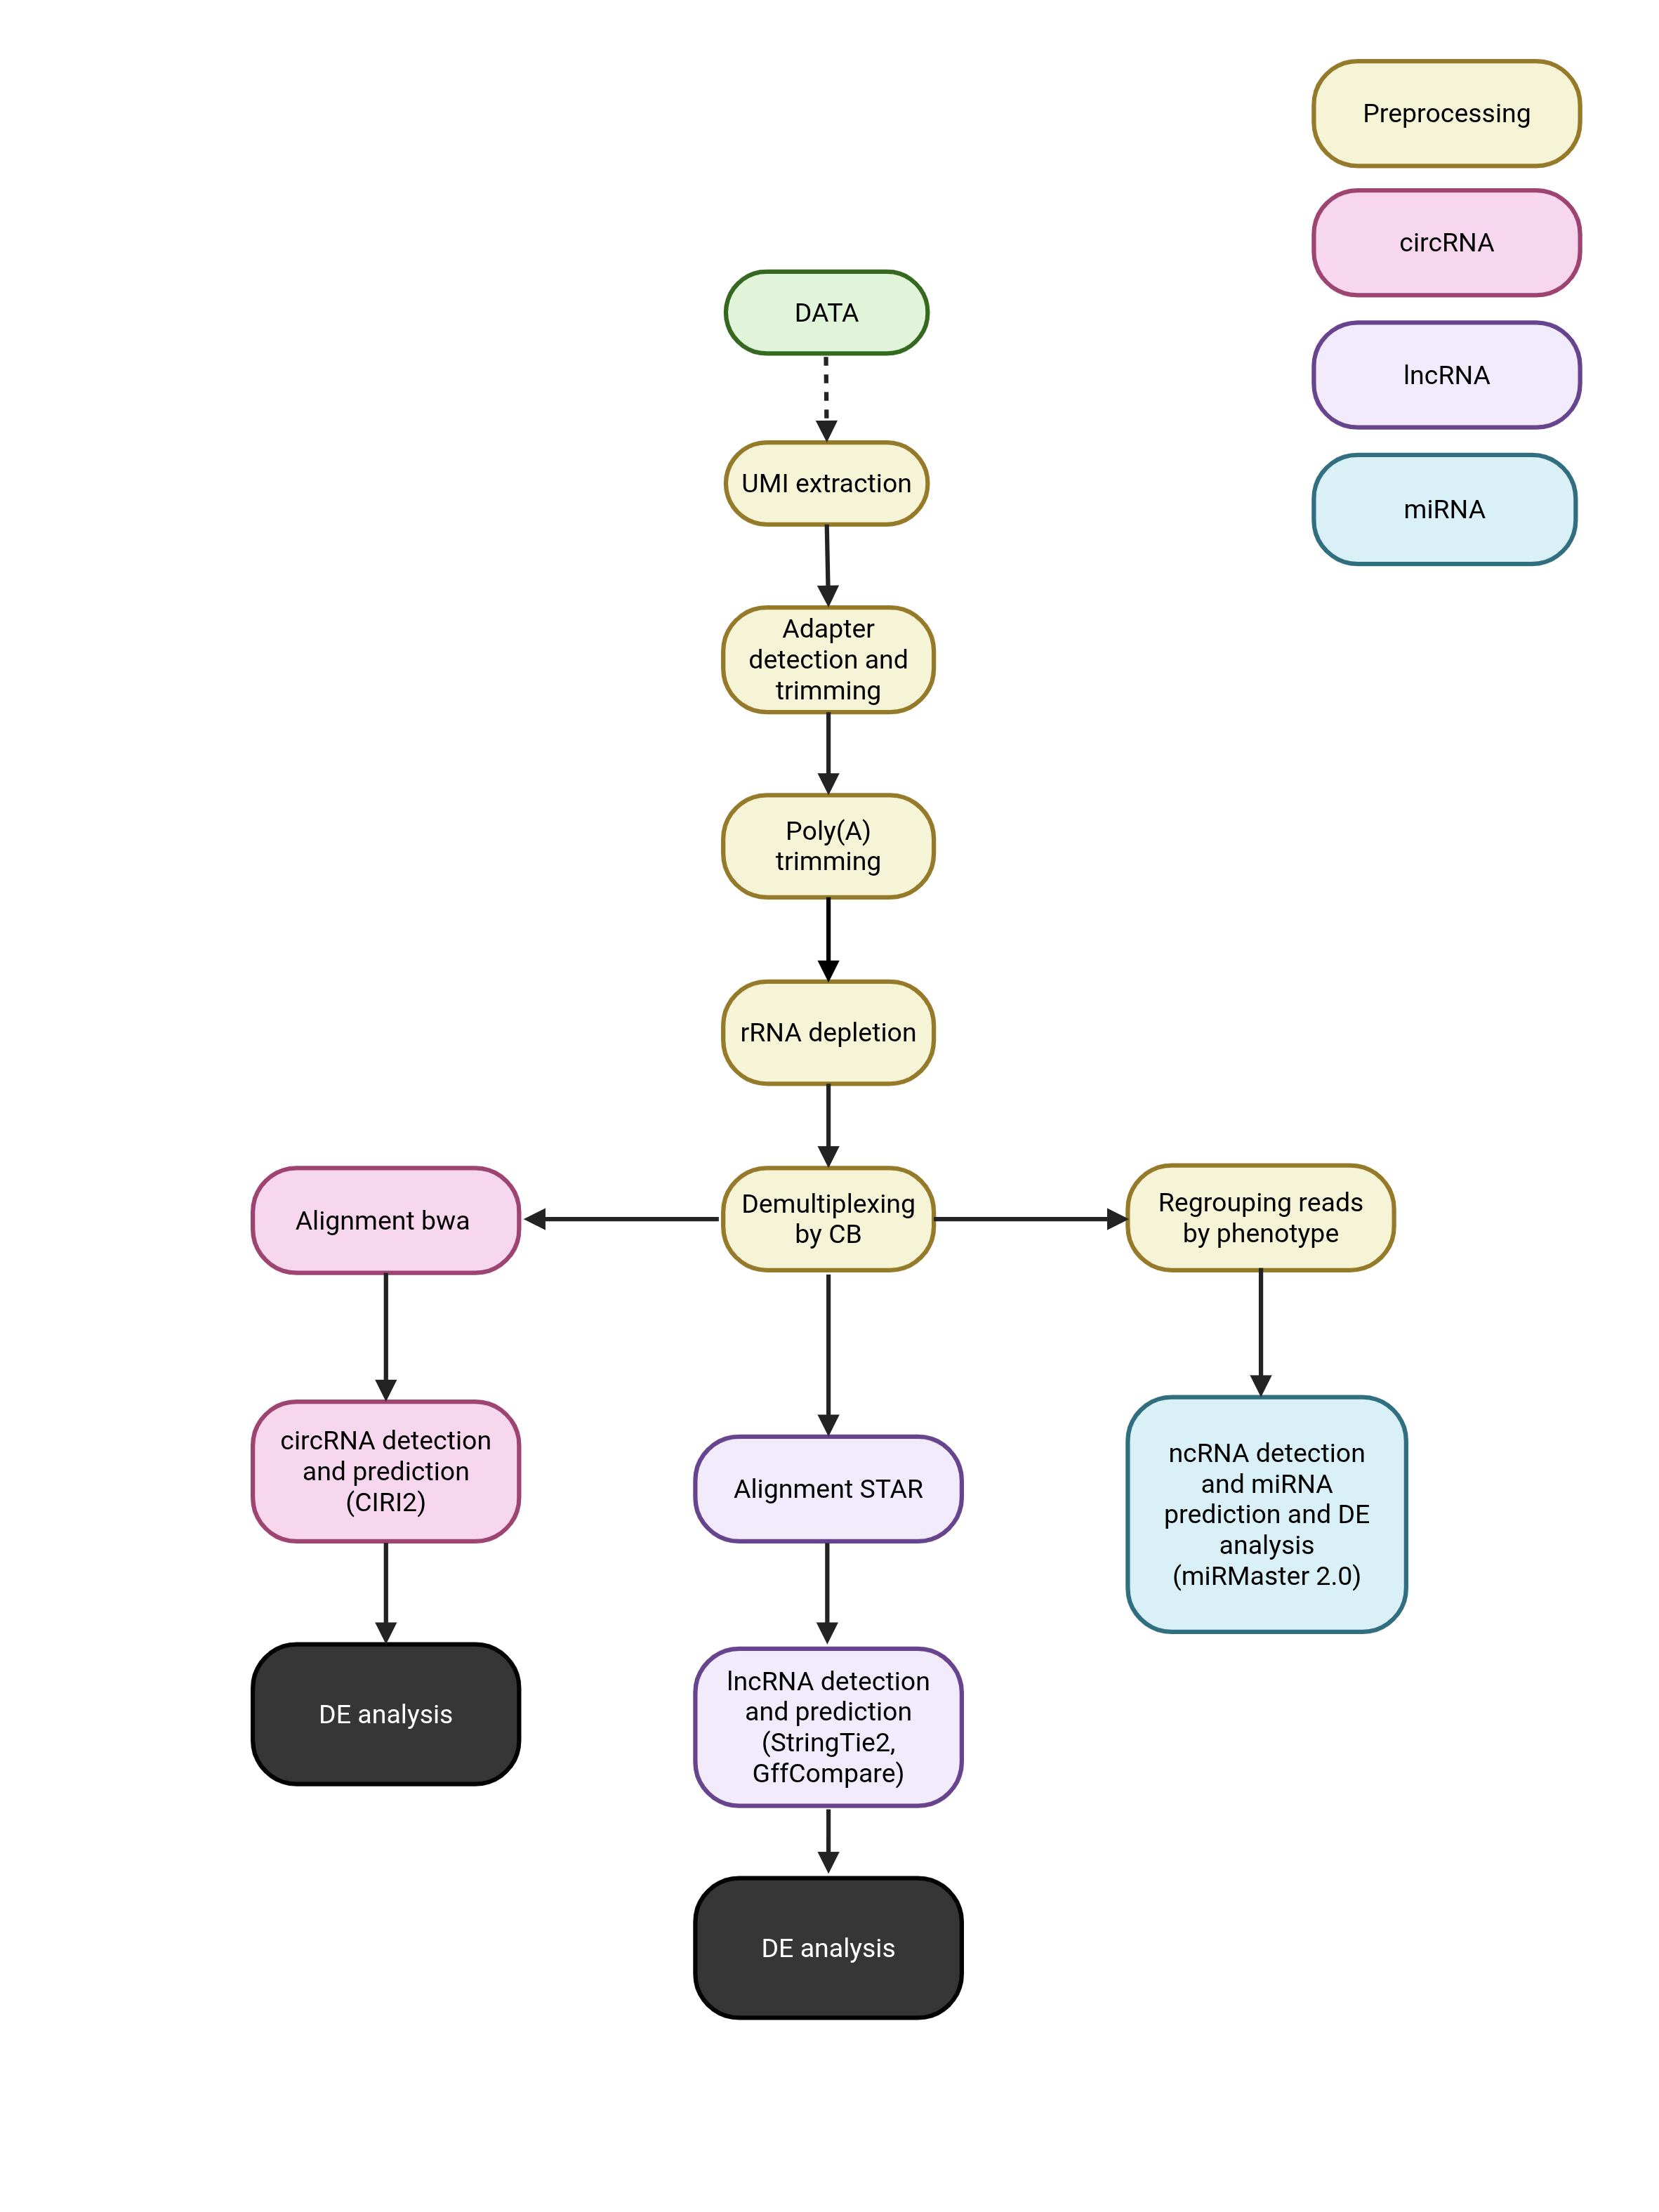 Preprocessing
circRNA
lncRNA
miRNA
DATA
UMI extraction
Adapter
detection and
trimming
Poly(A)
trimming
rRNA depletion
Alignment bwa
Demultiplexing
by CB
Regrouping reads
by phenotype
circRNA detection
and prediction
(CIRI2)
Alignment STAR
ncRNA detection
and miRNA
prediction and DE
analysis
(miRMaster 2.0)
DE analysis
lncRNA detection
and prediction
(StringTie2,
GffCompare)
DE analysis